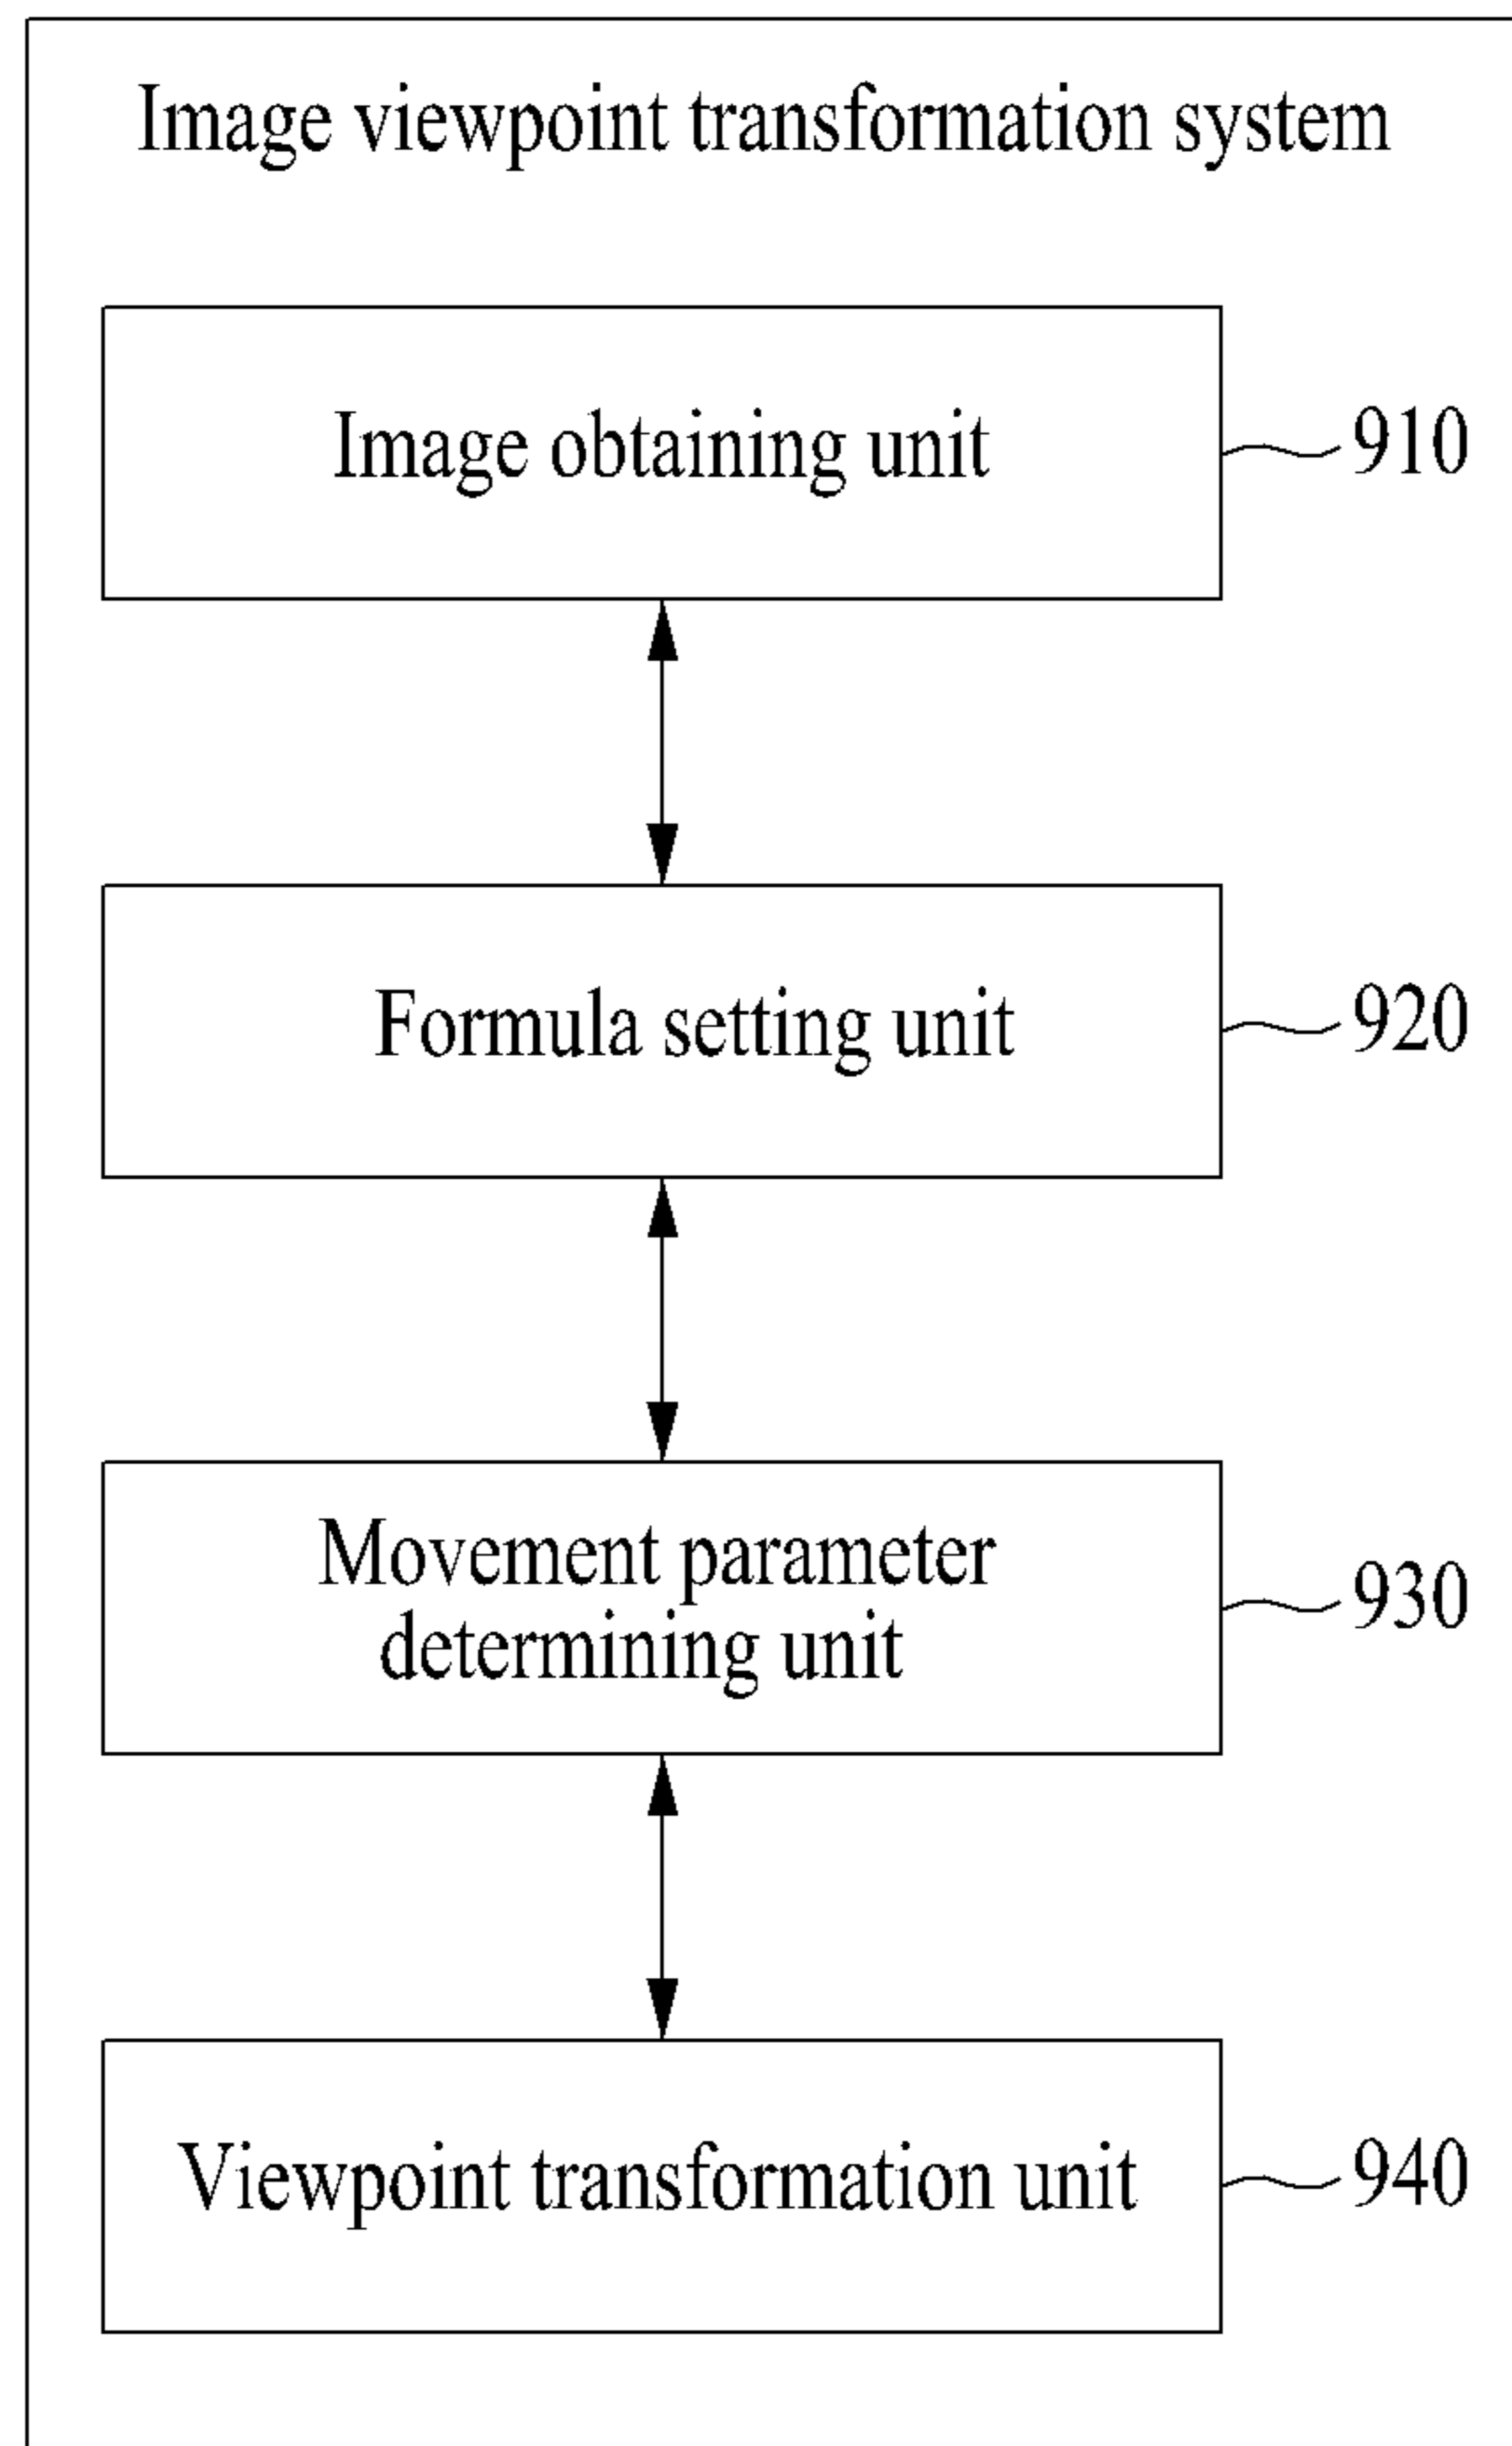 Image viewpoint transformation system
Image obtaining unit
910
Formula setting unit
920
Movement parameter
determining unit
930
Viewpoint transformation unit
940